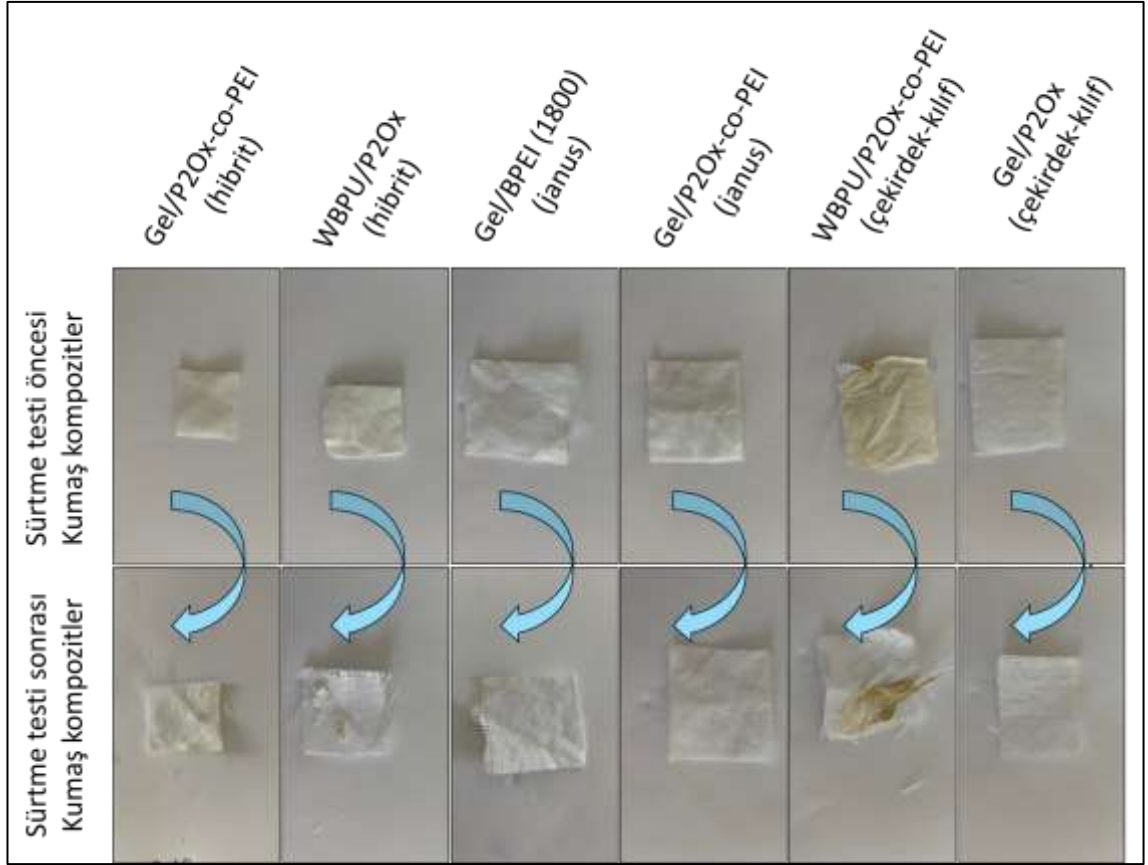 Gel/P2Ox-co-PEI
(hibrit)
WBPU/P2Ox
(hibrit)
Gel/BPEI (1800)
(janus)
Gel/P2Ox-co-PEI
(janus)
WBPU/P2Ox-co-PEI
(çekirdek-kılıf)
Gel/P2Ox
(çekirdek-kılıf)
Sürtme testi öncesi
Kumaş kompozitler
Sürtme testi sonrası
Kumaş kompozitler